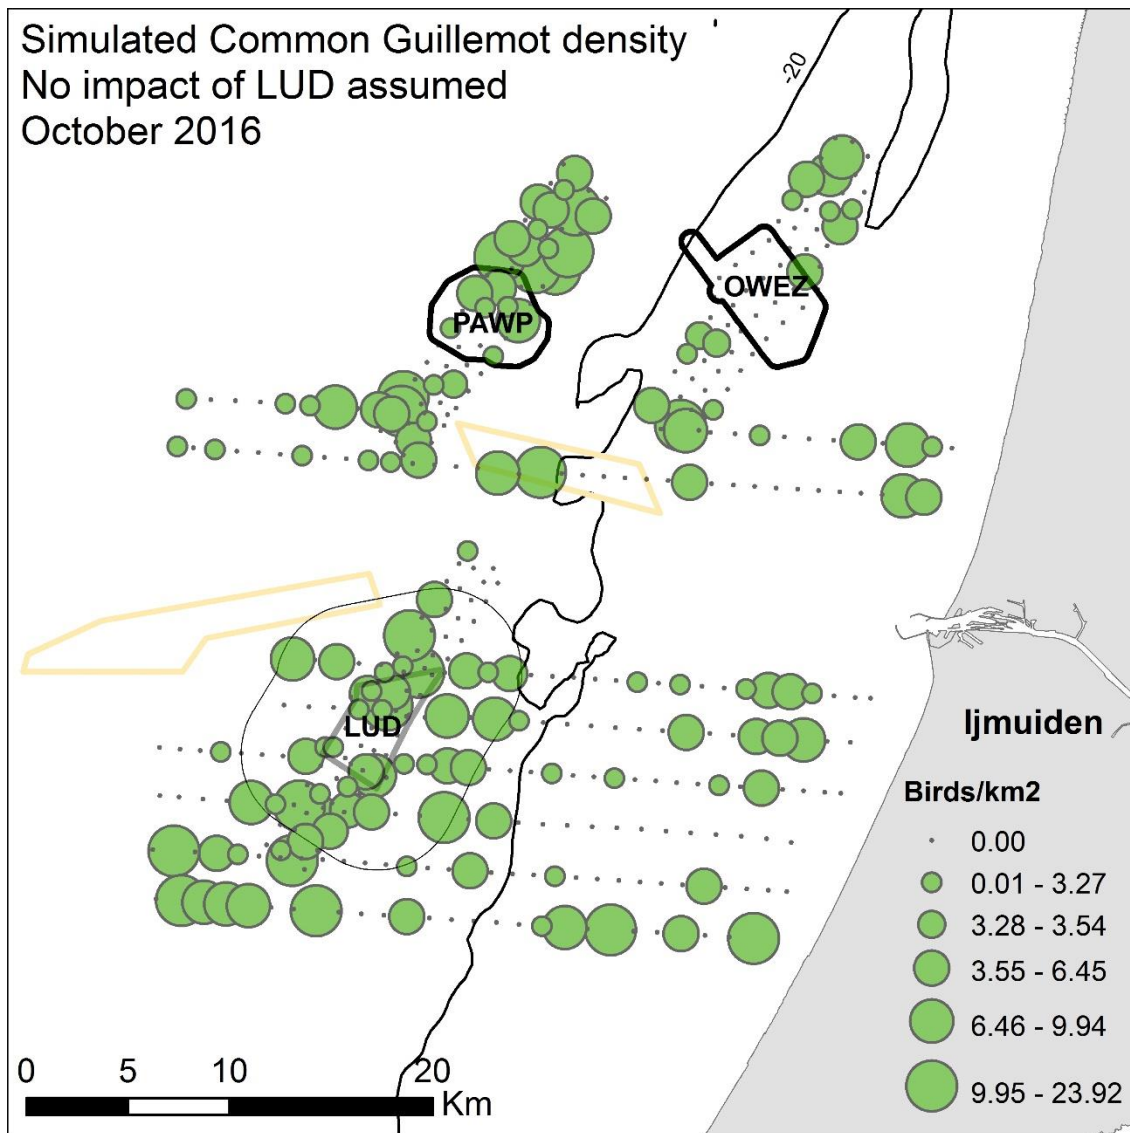 Simulated Common Guillemot density
No impact of LUD assumed
October 2016
-20
OWEZ
PAWP
LUD
Ijmuiden
Birds/km2
0.00
0.01 - 3.27
3.28 - 3.54
3.55 - 6.45
6.46 - 9.94
9.95 - 23.92
0 5 10 20
Km